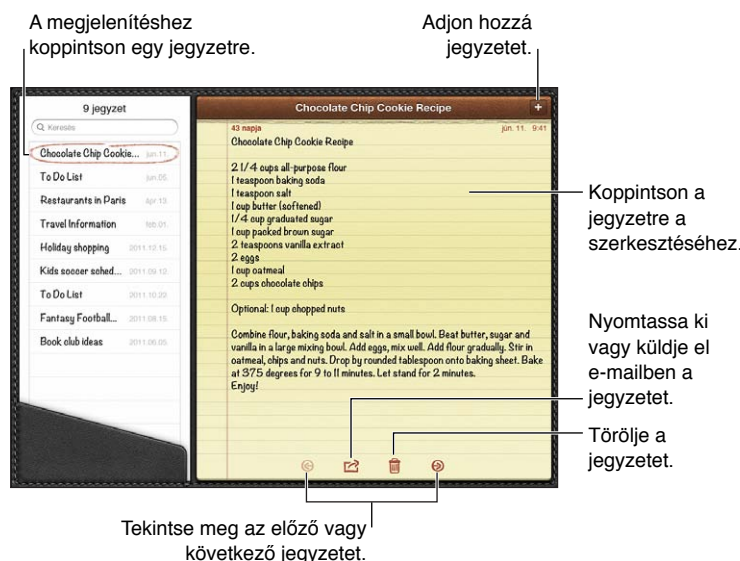 A megjelenítéshez
koppintson egy jegyzetre.
Adjon hozzá
jegyzetet.
9 jegyzet
Keresés
Chocolate Chip Cookie... jún.11.
To Do List jún.05.
Restaurants in Paris ápr.13.
Travel Information feb.01.
Holiday shopping 2011.12.15.
Kids soccer sched... 2011.09.12.
To Do List 2011.10.20.
Fantasy Football... 2011.08.15.
Book club ideas 2011.06.05.
Chocolate Chip Cookie Recipe
+
43 napja jún. 11. 9:41
Chocolate Chip Cookie Recipe
2 1/4 cups all-purpose flour
1 teaspoon baking soda
1 teaspoon salt
1 cup butter (softened)
1/4 cup graduated sugar
1 cup packed brown sugar
2 teaspoons vanilla extract
2 eggs
1 cup oatmeal
2 cups chocolate chips
Optional: 1 cup chopped nuts
Combine flour, baking soda and salt in a small bowl. Beat butter, sugar and
vanilla in a large mixing bowl. Add eggs, mix well. Add flour gradually. Stir in
oatmeal, chips and nuts. Drop by rounded tablespoon onto baking sheet. Bake
at 375 degrees for 9 to 11 minutes. Let stand for 2 minutes.
Enjoy!
Koppintson a
jegyzetre a
szerkesztéséhez.
Nyomtassa ki
vagy küldje el
e-mailben a
jegyzetet.
Törölje a
jegyzetet.
Tekintse meg az előző vagy
következő jegyzetet.